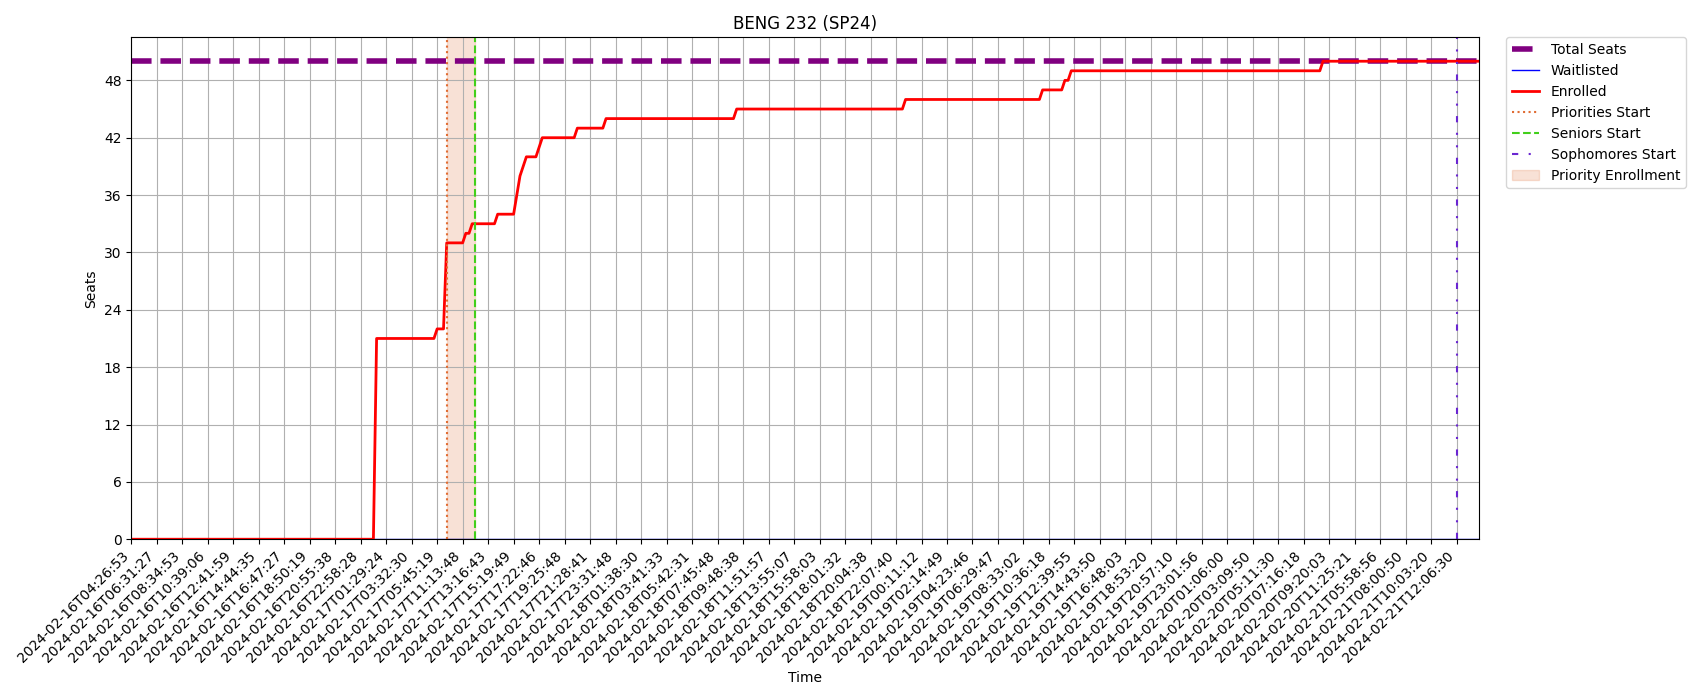 BENG 232 (SP24)
Total Seats
Waitlisted
Enrolled
Priorities Start
Seniors Start
Sophomores Start
Priority Enrollment
Seats
48
42
36
30
24
18
12
6
0
2024-02-16T04:26:53
2024-02-16T06:31:27
2024-02-16T08:34:53
2024-02-16T10:39:06
2024-02-16T12:41:59
2024-02-16T14:44:35
2024-02-16T16:47:27
2024-02-16T18:50:19
2024-02-16T20:55:38
2024-02-16T22:58:28
2024-02-17T01:29:24
2024-02-17T03:32:30
2024-02-17T05:45:19
2024-02-17T11:13:48
2024-02-17T13:16:43
2024-02-17T15:19:49
2024-02-17T17:22:46
2024-02-17T19:25:48
2024-02-17T21:28:41
2024-02-17T23:31:48
2024-02-18T01:38:30
2024-02-18T03:41:33
2024-02-18T05:42:31
2024-02-18T07:45:48
2024-02-18T09:48:38
2024-02-18T11:51:57
2024-02-18T13:55:07
2024-02-18T15:58:03
2024-02-18T18:01:32
2024-02-18T20:04:38
2024-02-18T22:07:40
2024-02-19T00:11:12
2024-02-19T02:14:49
2024-02-19T04:23:46
2024-02-19T06:29:47
2024-02-19T08:33:02
2024-02-19T10:36:18
2024-02-19T12:39:55
2024-02-19T14:43:50
2024-02-19T16:48:03
2024-02-19T18:53:20
2024-02-19T20:57:10
2024-02-19T23:01:56
2024-02-20T01:06:00
2024-02-20T03:09:50
2024-02-20T05:11:30
2024-02-20T07:16:18
2024-02-20T09:20:03
2024-02-20T11:25:21
2024-02-21T05:58:56
2024-02-21T08:00:50
2024-02-21T10:03:20
2024-02-21T12:06:30
Time